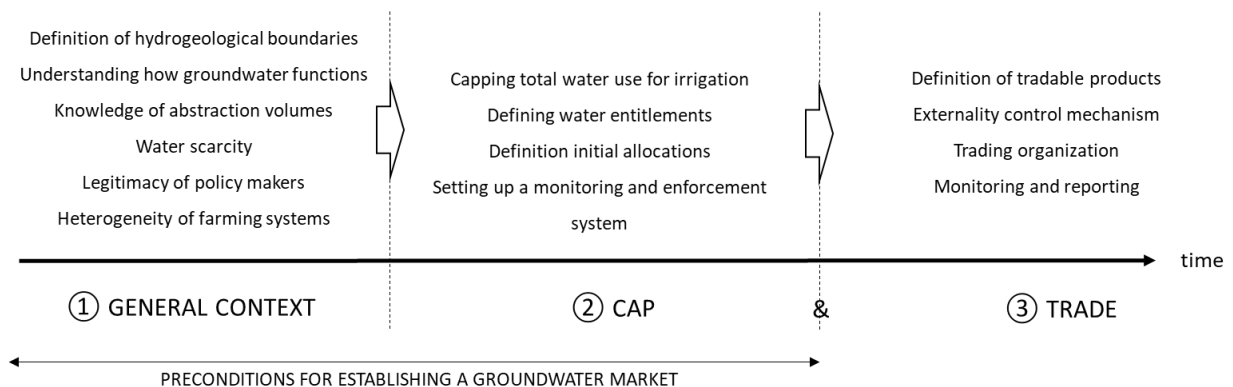 Definition of hydrogeological boundaries
Understanding how groundwater functions
Knowledge of abstraction volumes
Water scarcity
Legitimacy of policy makers
Heterogeneity of farming systems
Capping total water use for irrigation
Defining water entitlements
Definition initial allocations
Setting up a monitoring and enforcement
system
Definition of tradable products
Externality control mechanism
Trading organization
Monitoring and reporting
time
① GENERAL CONTEXT
② CAP
&
③ TRADE
PRECONDITIONS FOR ESTABLISHING A GROUNDWATER MARKET